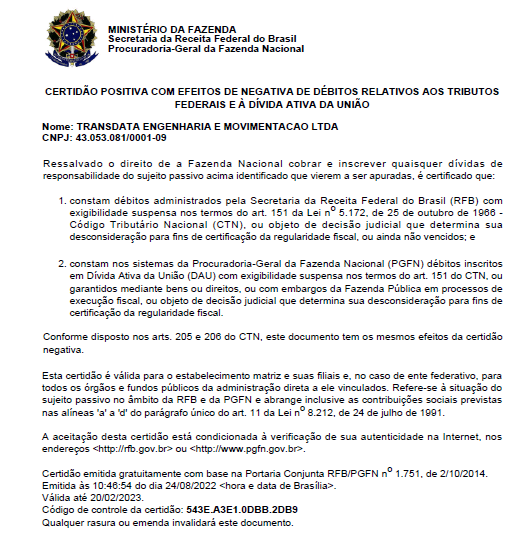 MINISTÉRIO DA FAZENDA
Secretaria da Receita Federal do Brasil
Procuradoria-Geral da Fazenda Nacional
CERTIDÃO POSITIVA COM EFEITOS DE NEGATIVA DE DÉBITOS RELATIVOS AOS TRIBUTOS
FEDERAIS E À DÍVIDA ATIVA DA UNIÃO
Nome: TRANSDATA ENGENHARIA E MOVIMENTACAO LTDA
CNPJ: 43.053.081/0001-09
Ressalvado o direito de a Fazenda Nacional cobrar e inscrever quaisquer dívidas de
responsabilidade do sujeito passivo acima identificado que vierem a ser apuradas, é certificado que:
1. constam débitos administrados pela Secretaria da Receita Federal do Brasil (RFB) com
exigibilidade suspensa nos termos do art. 151 da Lei nº 5.172, de 25 de outubro de 1966 -
Código Tributário Nacional (CTN), ou objeto de decisão judicial que determina sua
desconsideração para fins de certificação da regularidade fiscal, ou ainda não vencidos; e
2. constam nos sistemas da Procuradoria-Geral da Fazenda Nacional (PGFN) débitos inscritos
em Dívida Ativa da União (DAU) com exigibilidade suspensa nos termos do art. 151 do CTN, ou
garantidos mediante bens ou direitos, ou com embargos da Fazenda Pública em processos de
execução fiscal, ou objeto de decisão judicial que determina sua desconsideração para fins de
certificação da regularidade fiscal.
Conforme disposto nos arts. 205 e 206 do CTN, este documento tem os mesmos efeitos da certidão
negativa.
Esta certidão é válida para o estabelecimento matriz e suas filiais e, no caso de ente federativo, para
todos os órgãos e fundos públicos da administração direta a ele vinculados. Refere-se à situação do
sujeito passivo no âmbito da RFB e da PGFN e abrange inclusive as contribuições sociais previstas
nas alíneas 'a' a 'd' do parágrafo único do art. 11 da Lei nº 8.212, de 24 de julho de 1991.
A aceitação desta certidão está condicionada à verificação de sua autenticidade na Internet, nos
endereços <http://rfb.gov.br> ou <http://www.pgfn.gov.br>.
Certidão emitida gratuitamente com base na Portaria Conjunta RFB/PGFN nº 1.751, de 2/10/2014.
Emitida às 10:46:54 do dia 24/08/2022 <hora e data de Brasília>.
Válida até 20/02/2023.
Código de controle da certidão: 543E.A3E1.0DBB.2DB9
Qualquer rasura ou emenda invalidará este documento.